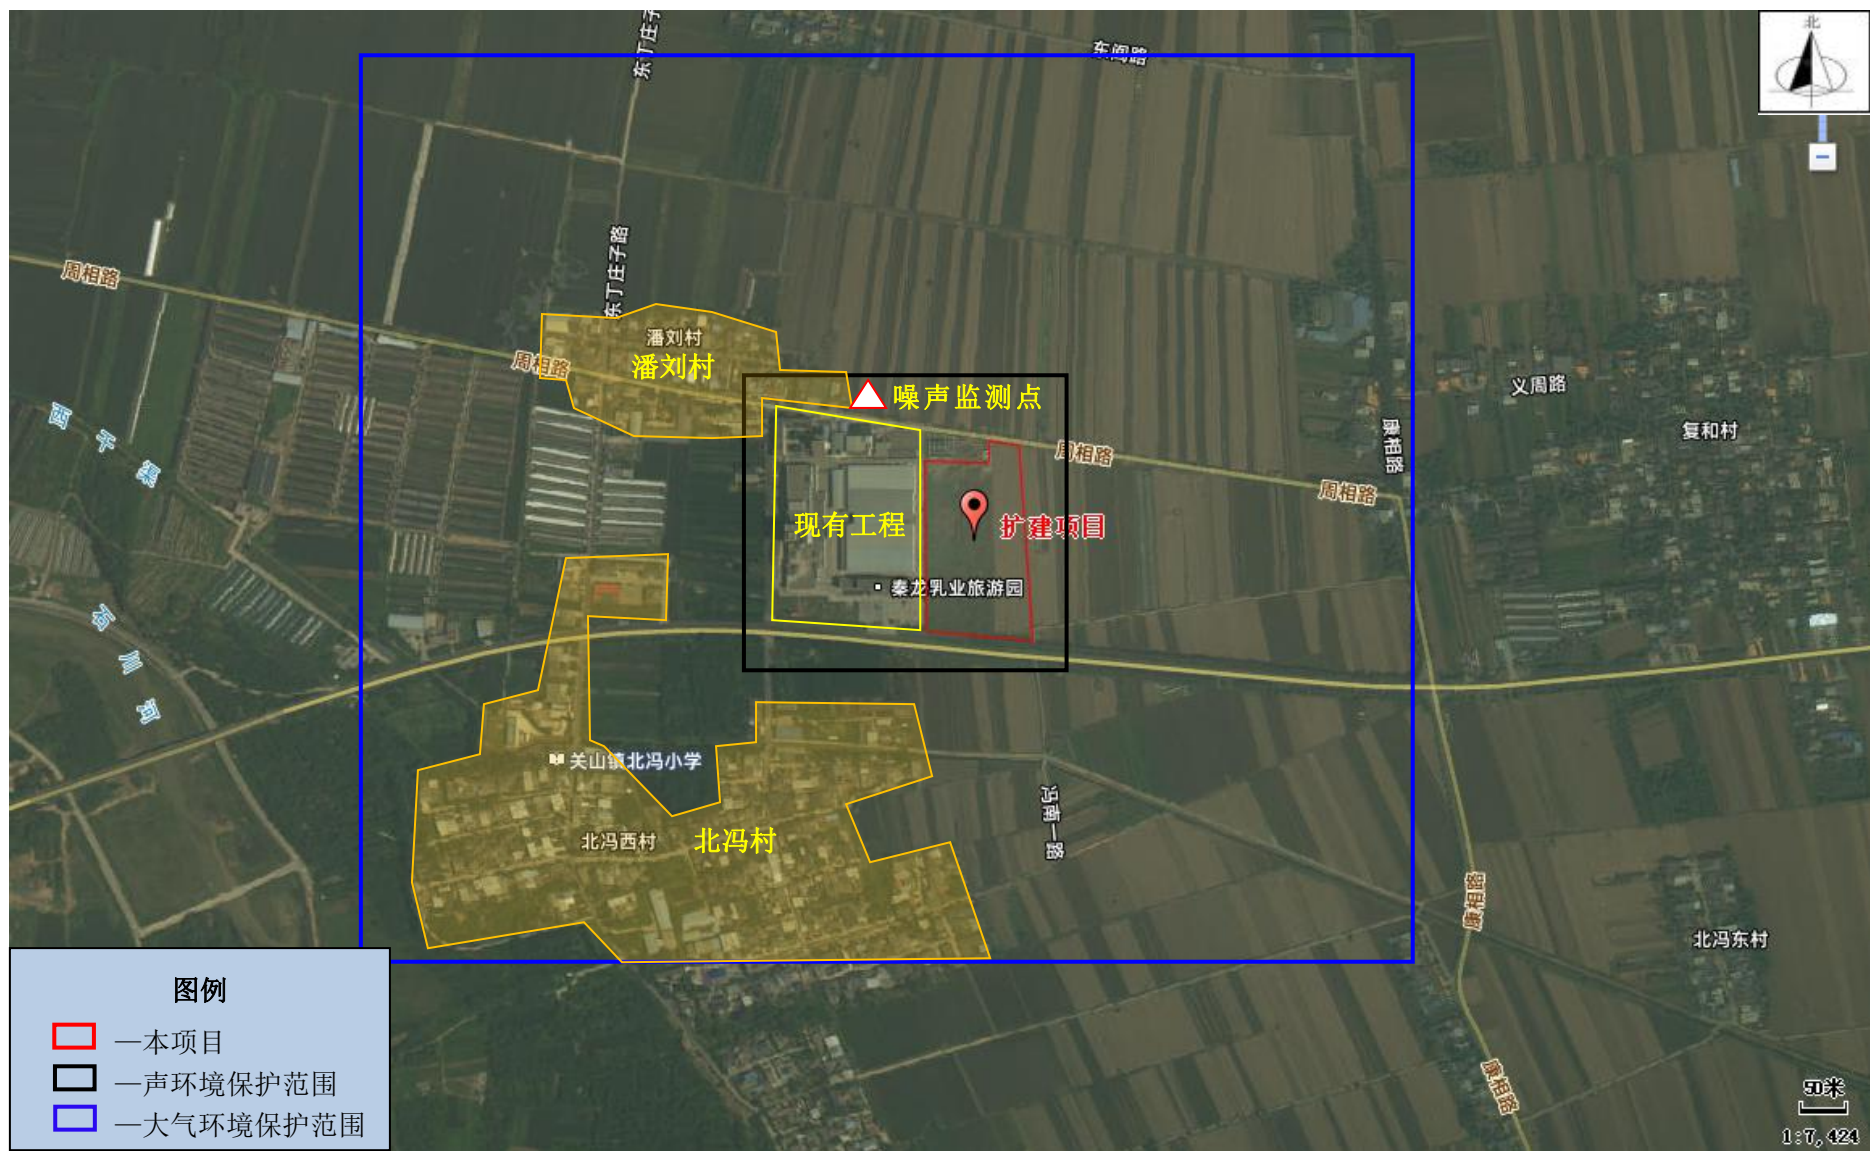 北
东丁庄子
东阎路
东丁庄子路
周相路
潘刘村
潘刘村
周相路
噪声监测点
义周路
复和村
康相路
周相路
周相路
西干渠
现有工程
扩建项目
秦龙乳业旅游园
石川河
关山镇北冯小学
北冯西村
北冯村
冯南一路
康相路
北冯东村
康相路
图例
—本项目
—声环境保护范围
—大气环境保护范围
50米
1:7,424